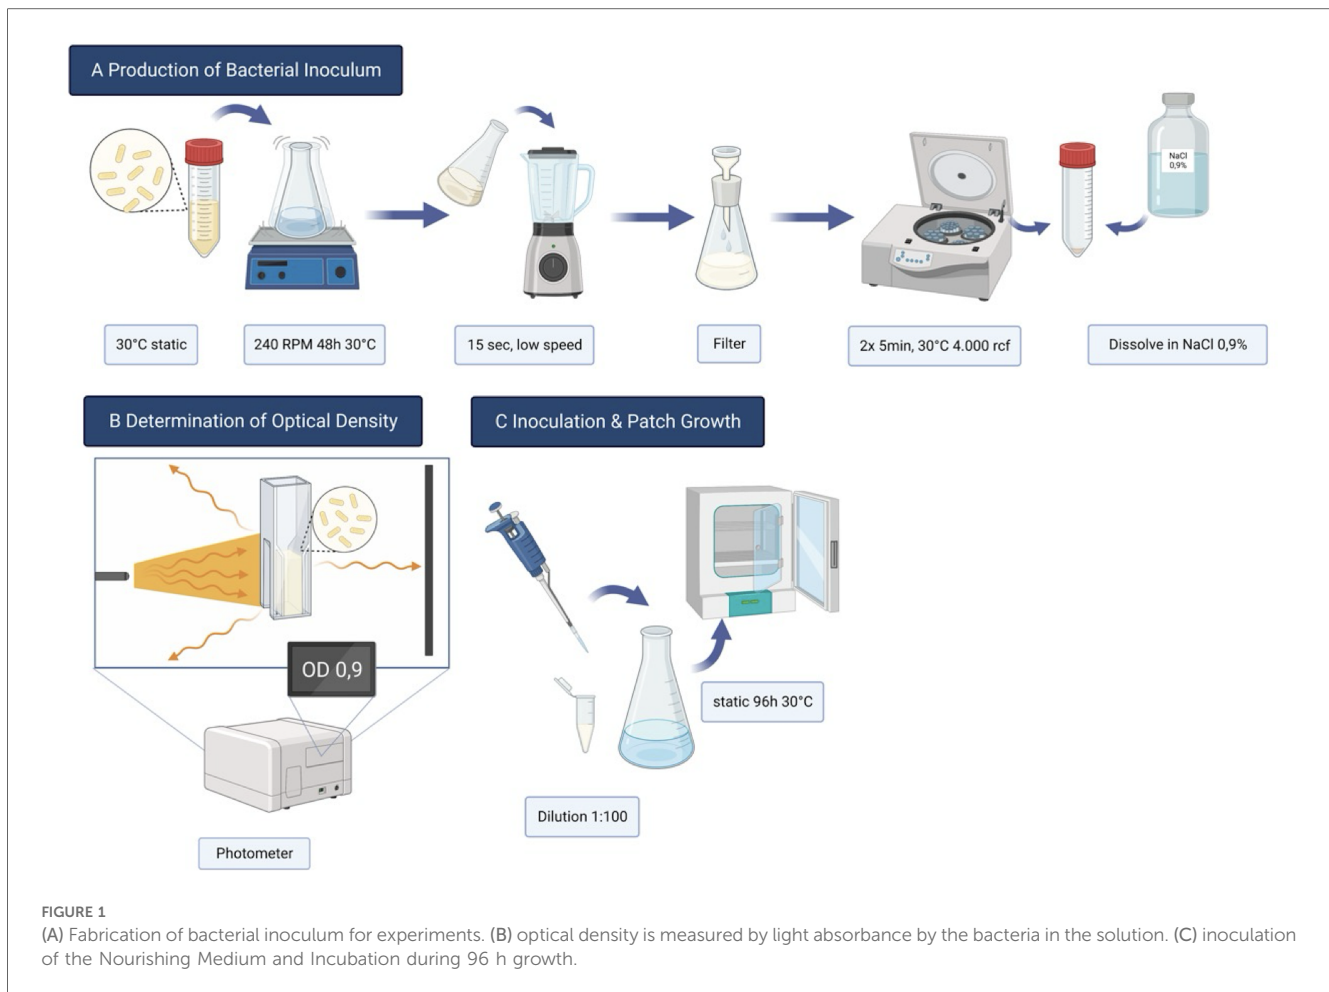 A Production of Bacterial Inoculum
NaCl
0,9%
30°C static
240 RPM 48h 30°C
15 sec, low speed
Filter
2x 5min, 30°C 4.000 rcf
Dissolve in NaCl 0,9%
B Determination of Optical Density
C Inoculation & Patch Growth
OD 0,9
static 96h 30°C
Dilution 1:100
Photometer
FIGURE 1
(A) Fabrication of bacterial inoculum for experiments. (B) optical density is measured by light absorbance by the bacteria in the solution. (C) inoculation
of the Nourishing Medium and Incubation during 96 h growth.